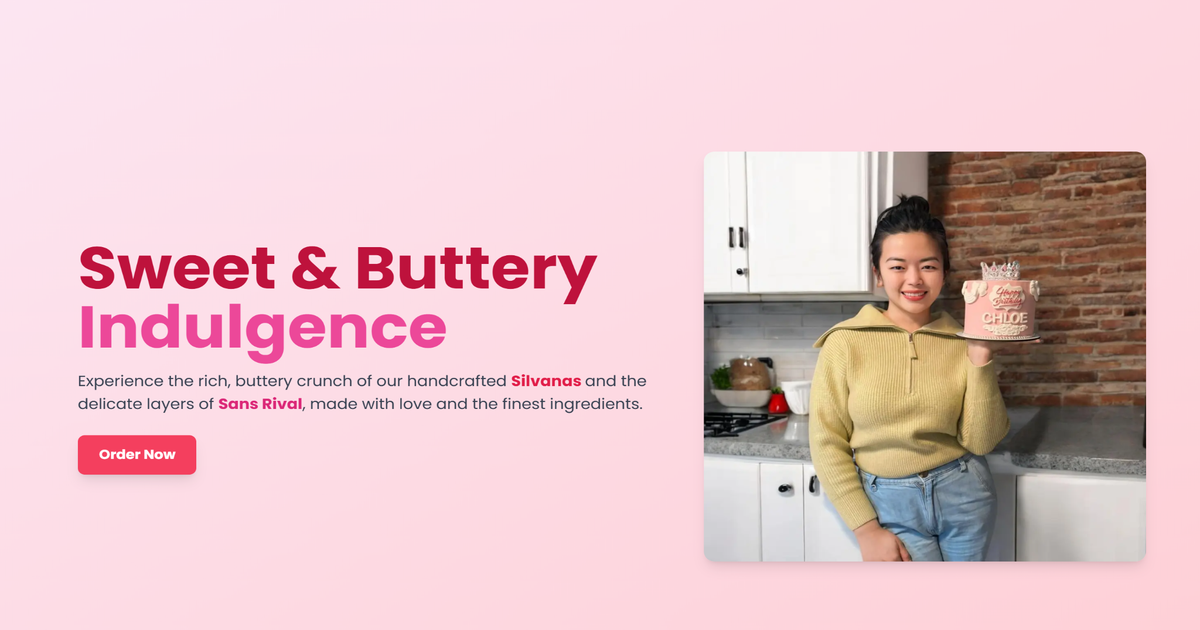 Sweet & Buttery
Indulgence
Experience the rich, buttery crunch of our handcrafted Silvanas and the
delicate layers of Sans Rival, made with love and the finest ingredients.
Order Now
Happy
Birthday
CHLOE